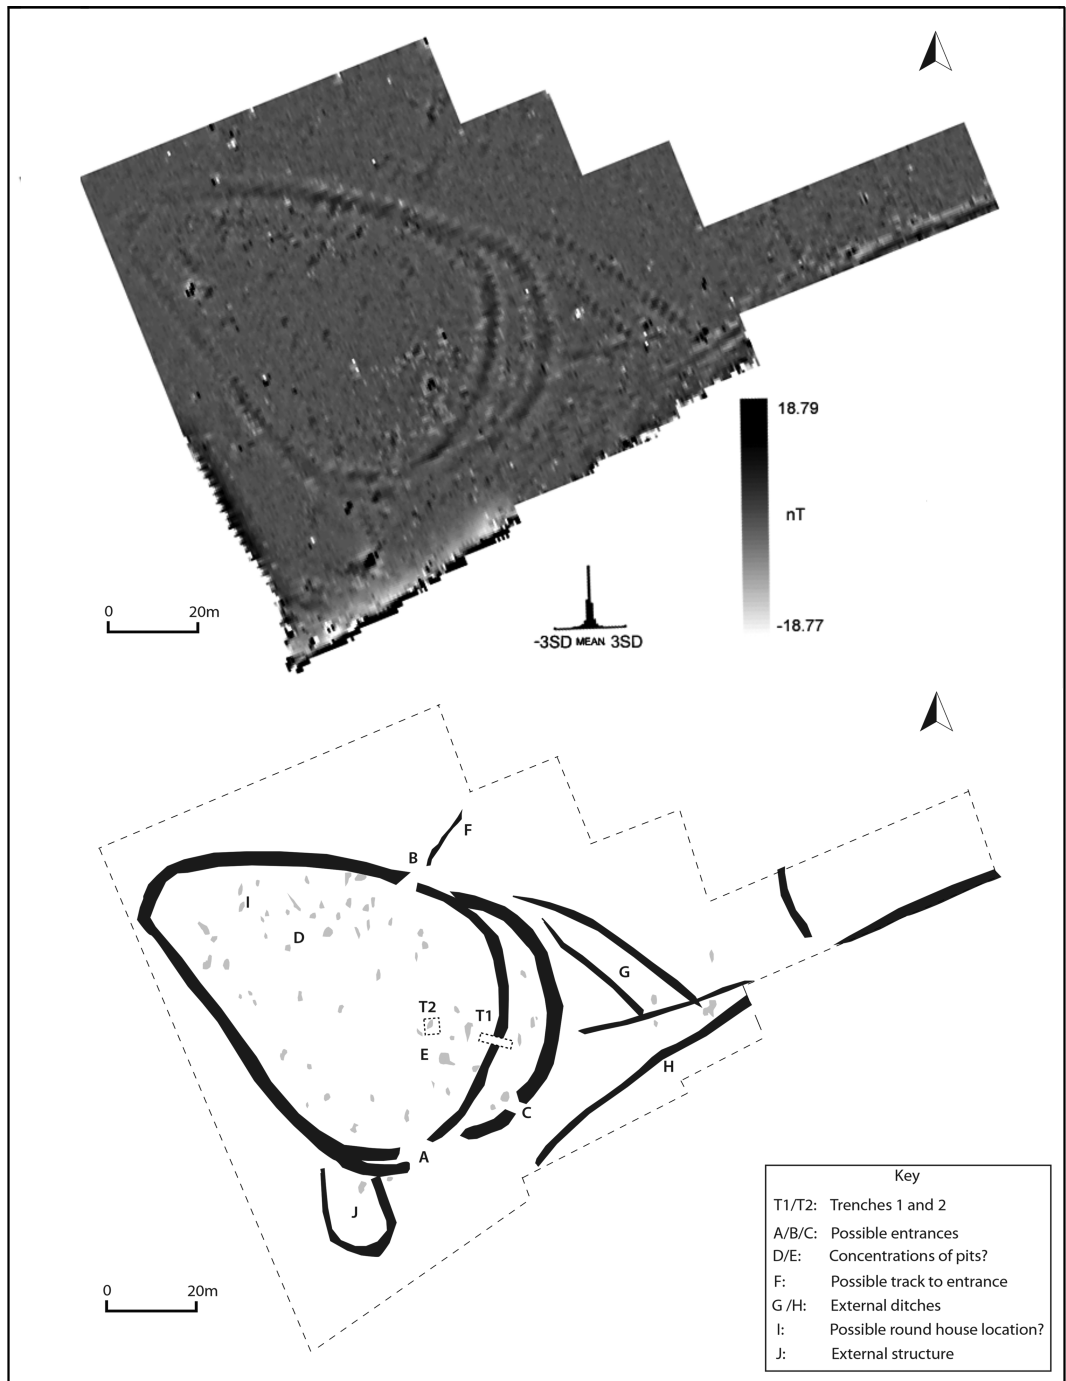 18.79
nT
-18.77
0 20m
-3SD MEAN 3SD
F
B
I
D
G
T2
T1
E
H
C
A
J
0 20m
Key
T1/T2: Trenches 1 and 2
A/B/C: Possible entrances
D/E: Concentrations of pits?
F: Possible track to entrance
G /H: External ditches
I: Possible round house location?
J: External structure